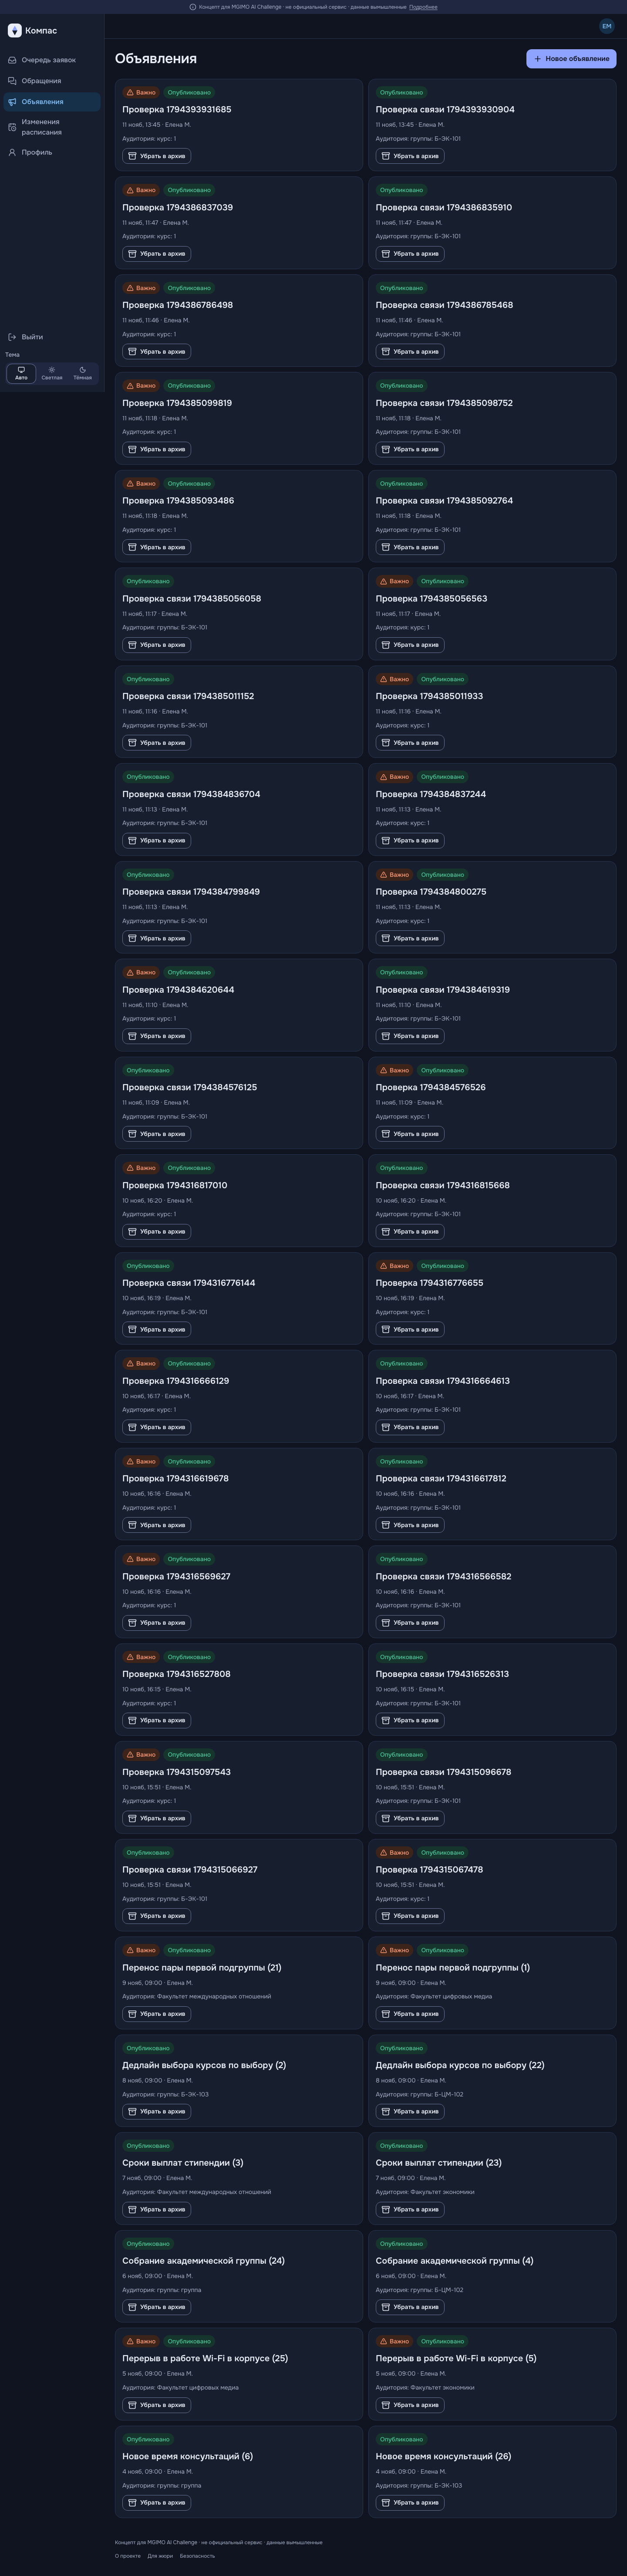 Концепт для MGIMO AI Challenge · не официальный сервис · данные вымышленные Подробнее
Компас
Очередь заявок
Обращения
Объявления
Изменения
расписания
Профиль
Выйти
Тема
Авто Светлая Тёмная
ЕМ
Объявления
Новое объявление
Важно Опубликовано
Проверка 1794393931685
11 нояб, 13:45 · Елена М.
Аудитория: курс: 1
Убрать в архив
Опубликовано
Проверка связи 1794393930904
11 нояб, 13:45 · Елена М.
Аудитория: группы: Б-ЭК-101
Убрать в архив
Важно Опубликовано
Проверка 1794386837039
11 нояб, 11:47 · Елена М.
Аудитория: курс: 1
Убрать в архив
Опубликовано
Проверка связи 1794386835910
11 нояб, 11:47 · Елена М.
Аудитория: группы: Б-ЭК-101
Убрать в архив
Важно Опубликовано
Проверка 1794386786498
11 нояб, 11:46 · Елена М.
Аудитория: курс: 1
Убрать в архив
Опубликовано
Проверка связи 1794386785468
11 нояб, 11:46 · Елена М.
Аудитория: группы: Б-ЭК-101
Убрать в архив
Важно Опубликовано
Проверка 1794385099819
11 нояб, 11:18 · Елена М.
Аудитория: курс: 1
Убрать в архив
Опубликовано
Проверка связи 1794385098752
11 нояб, 11:18 · Елена М.
Аудитория: группы: Б-ЭК-101
Убрать в архив
Важно Опубликовано
Проверка 1794385093486
11 нояб, 11:18 · Елена М.
Аудитория: курс: 1
Убрать в архив
Опубликовано
Проверка связи 1794385092764
11 нояб, 11:18 · Елена М.
Аудитория: группы: Б-ЭК-101
Убрать в архив
Опубликовано
Проверка связи 1794385056058
11 нояб, 11:17 · Елена М.
Аудитория: группы: Б-ЭК-101
Убрать в архив
Важно Опубликовано
Проверка 1794385056563
11 нояб, 11:17 · Елена М.
Аудитория: курс: 1
Убрать в архив
Опубликовано
Проверка связи 1794385011152
11 нояб, 11:16 · Елена М.
Аудитория: группы: Б-ЭК-101
Убрать в архив
Важно Опубликовано
Проверка 1794385011933
11 нояб, 11:16 · Елена М.
Аудитория: курс: 1
Убрать в архив
Опубликовано
Проверка связи 1794384836704
11 нояб, 11:13 · Елена М.
Аудитория: группы: Б-ЭК-101
Убрать в архив
Важно Опубликовано
Проверка 1794384837244
11 нояб, 11:13 · Елена М.
Аудитория: курс: 1
Убрать в архив
Опубликовано
Проверка связи 1794384799849
11 нояб, 11:13 · Елена М.
Аудитория: группы: Б-ЭК-101
Убрать в архив
Важно Опубликовано
Проверка 1794384800275
11 нояб, 11:13 · Елена М.
Аудитория: курс: 1
Убрать в архив
Важно Опубликовано
Проверка 1794384620644
11 нояб, 11:10 · Елена М.
Аудитория: курс: 1
Убрать в архив
Опубликовано
Проверка связи 1794384619319
11 нояб, 11:10 · Елена М.
Аудитория: группы: Б-ЭК-101
Убрать в архив
Опубликовано
Проверка связи 1794384576125
11 нояб, 11:09 · Елена М.
Аудитория: группы: Б-ЭК-101
Убрать в архив
Важно Опубликовано
Проверка 1794384576526
11 нояб, 11:09 · Елена М.
Аудитория: курс: 1
Убрать в архив
Важно Опубликовано
Проверка 1794316817010
10 нояб, 16:20 · Елена М.
Аудитория: курс: 1
Убрать в архив
Опубликовано
Проверка связи 1794316815668
10 нояб, 16:20 · Елена М.
Аудитория: группы: Б-ЭК-101
Убрать в архив
Опубликовано
Проверка связи 1794316776144
10 нояб, 16:19 · Елена М.
Аудитория: группы: Б-ЭК-101
Убрать в архив
Важно Опубликовано
Проверка 1794316776655
10 нояб, 16:19 · Елена М.
Аудитория: курс: 1
Убрать в архив
Важно Опубликовано
Проверка 1794316666129
10 нояб, 16:17 · Елена М.
Аудитория: курс: 1
Убрать в архив
Опубликовано
Проверка связи 1794316664613
10 нояб, 16:17 · Елена М.
Аудитория: группы: Б-ЭК-101
Убрать в архив
Важно Опубликовано
Проверка 1794316619678
10 нояб, 16:16 · Елена М.
Аудитория: курс: 1
Убрать в архив
Опубликовано
Проверка связи 1794316617812
10 нояб, 16:16 · Елена М.
Аудитория: группы: Б-ЭК-101
Убрать в архив
Важно Опубликовано
Проверка 1794316569627
10 нояб, 16:16 · Елена М.
Аудитория: курс: 1
Убрать в архив
Опубликовано
Проверка связи 1794316566582
10 нояб, 16:16 · Елена М.
Аудитория: группы: Б-ЭК-101
Убрать в архив
Важно Опубликовано
Проверка 1794316527808
10 нояб, 16:15 · Елена М.
Аудитория: курс: 1
Убрать в архив
Опубликовано
Проверка связи 1794316526313
10 нояб, 16:15 · Елена М.
Аудитория: группы: Б-ЭК-101
Убрать в архив
Важно Опубликовано
Проверка 1794315097543
10 нояб, 15:51 · Елена М.
Аудитория: курс: 1
Убрать в архив
Опубликовано
Проверка связи 1794315096678
10 нояб, 15:51 · Елена М.
Аудитория: группы: Б-ЭК-101
Убрать в архив
Опубликовано
Проверка связи 1794315066927
10 нояб, 15:51 · Елена М.
Аудитория: группы: Б-ЭК-101
Убрать в архив
Важно Опубликовано
Проверка 1794315067478
10 нояб, 15:51 · Елена М.
Аудитория: курс: 1
Убрать в архив
Важно Опубликовано
Перенос пары первой подгруппы (21)
9 нояб, 09:00 · Елена М.
Аудитория: Факультет международных отношений
Убрать в архив
Важно Опубликовано
Перенос пары первой подгруппы (1)
9 нояб, 09:00 · Елена М.
Аудитория: Факультет цифровых медиа
Убрать в архив
Опубликовано
Дедлайн выбора курсов по выбору (2)
8 нояб, 09:00 · Елена М.
Аудитория: группы: Б-ЭК-103
Убрать в архив
Опубликовано
Дедлайн выбора курсов по выбору (22)
8 нояб, 09:00 · Елена М.
Аудитория: группы: Б-ЦМ-102
Убрать в архив
Опубликовано
Сроки выплат стипендии (3)
7 нояб, 09:00 · Елена М.
Аудитория: Факультет международных отношений
Убрать в архив
Опубликовано
Сроки выплат стипендии (23)
7 нояб, 09:00 · Елена М.
Аудитория: Факультет экономики
Убрать в архив
Опубликовано
Собрание академической группы (24)
6 нояб, 09:00 · Елена М.
Аудитория: группы: группа
Убрать в архив
Опубликовано
Собрание академической группы (4)
6 нояб, 09:00 · Елена М.
Аудитория: группы: Б-ЦМ-102
Убрать в архив
Важно Опубликовано
Перерыв в работе Wi-Fi в корпусе (25)
5 нояб, 09:00 · Елена М.
Аудитория: Факультет цифровых медиа
Убрать в архив
Важно Опубликовано
Перерыв в работе Wi-Fi в корпусе (5)
5 нояб, 09:00 · Елена М.
Аудитория: Факультет экономики
Убрать в архив
Опубликовано
Новое время консультаций (6)
4 нояб, 09:00 · Елена М.
Аудитория: группы: группа
Убрать в архив
Опубликовано
Новое время консультаций (26)
4 нояб, 09:00 · Елена М.
Аудитория: группы: Б-ЭК-103
Убрать в архив
Концепт для MGIMO AI Challenge · не официальный сервис · данные вымышленные
О проекте Для жюри Безопасность